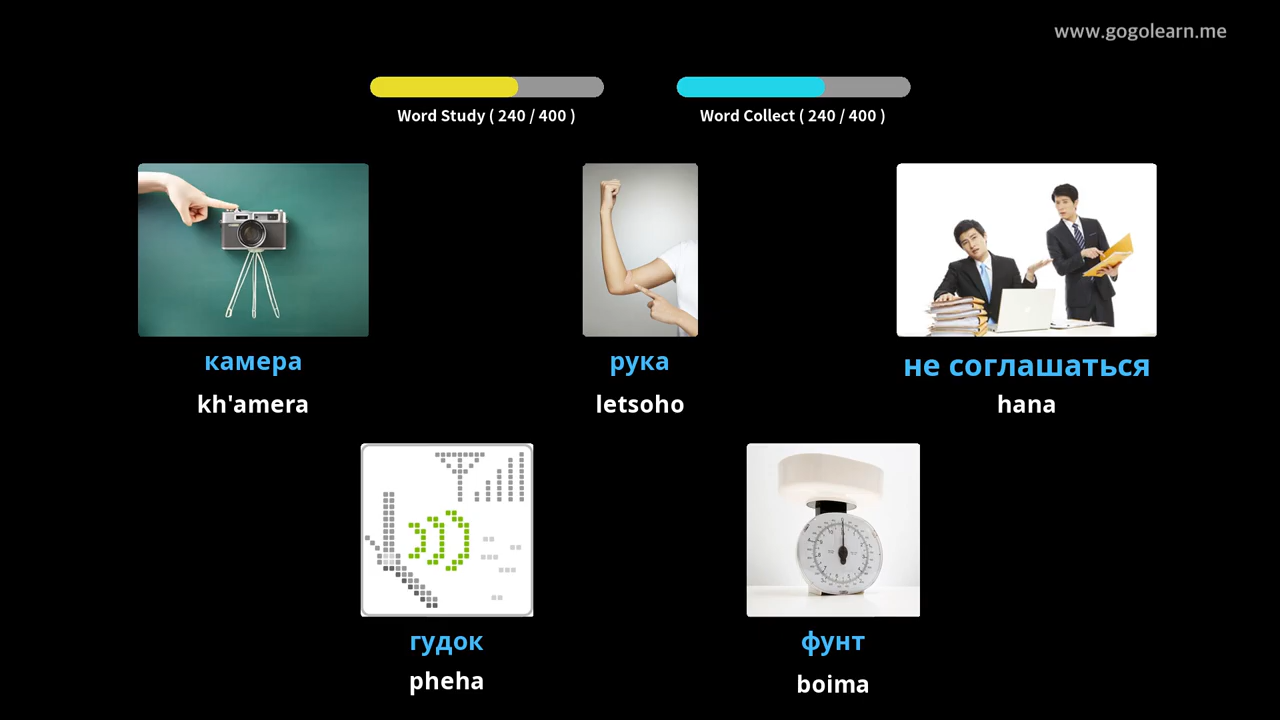 www.gogolearn.me
Word Study ( 240 / 400 )
Word Collect ( 240 / 400 )
камера
kh'amera
рука
letsoho
не соглашаться
hana
гудок
pheha
фунт
boima